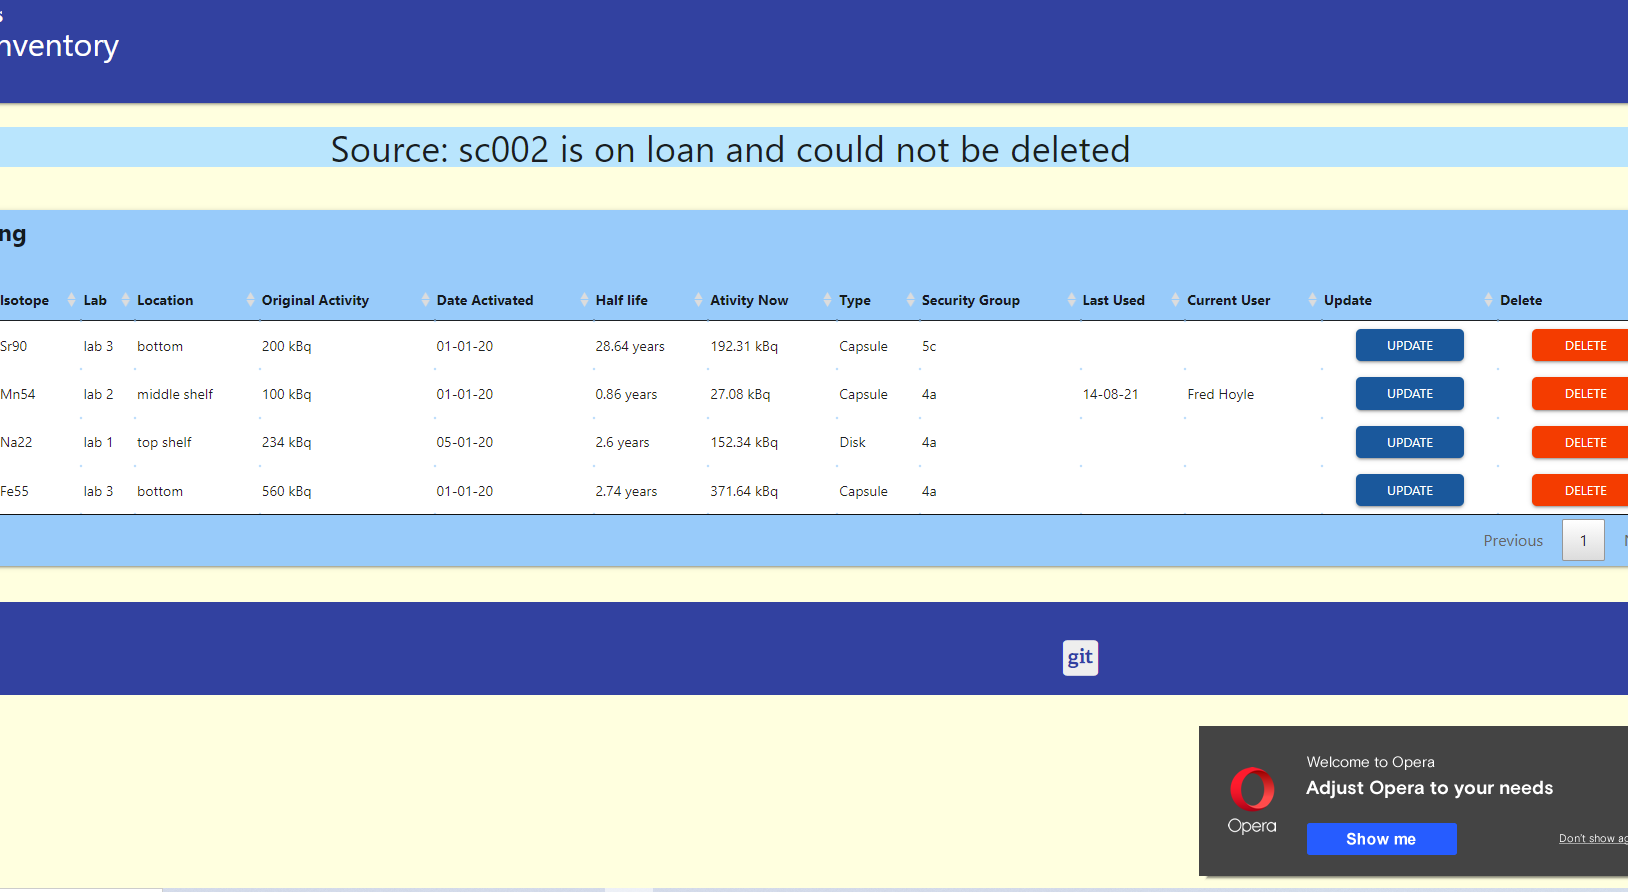 s
nventory
Source: sc002 is on loan and could not be deleted
ng
Isotope Lab Location Original Activity Date Activated Half life Ativity Now Type Security Group Last Used Current User Update Delete
Sr90 lab 3 bottom 200 kBq 01-01-20 28.64 years 192.31 kBq Capsule 5c UPDATE DELETE
Mn54 lab 2 middle shelf 100 kBq 01-01-20 0.86 years 27.08 kBq Capsule 4a 14-08-21 Fred Hoyle UPDATE DELETE
Na22 lab 1 top shelf 234 kBq 05-01-20 2.6 years 152.34 kBq Disk 4a UPDATE DELETE
Fe55 lab 3 bottom 560 kBq 01-01-20 2.74 years 371.64 kBq Capsule 4a UPDATE DELETE
Previous 1
git
Welcome to Opera
Adjust Opera to your needs
Opera
Show me
Don't show ag